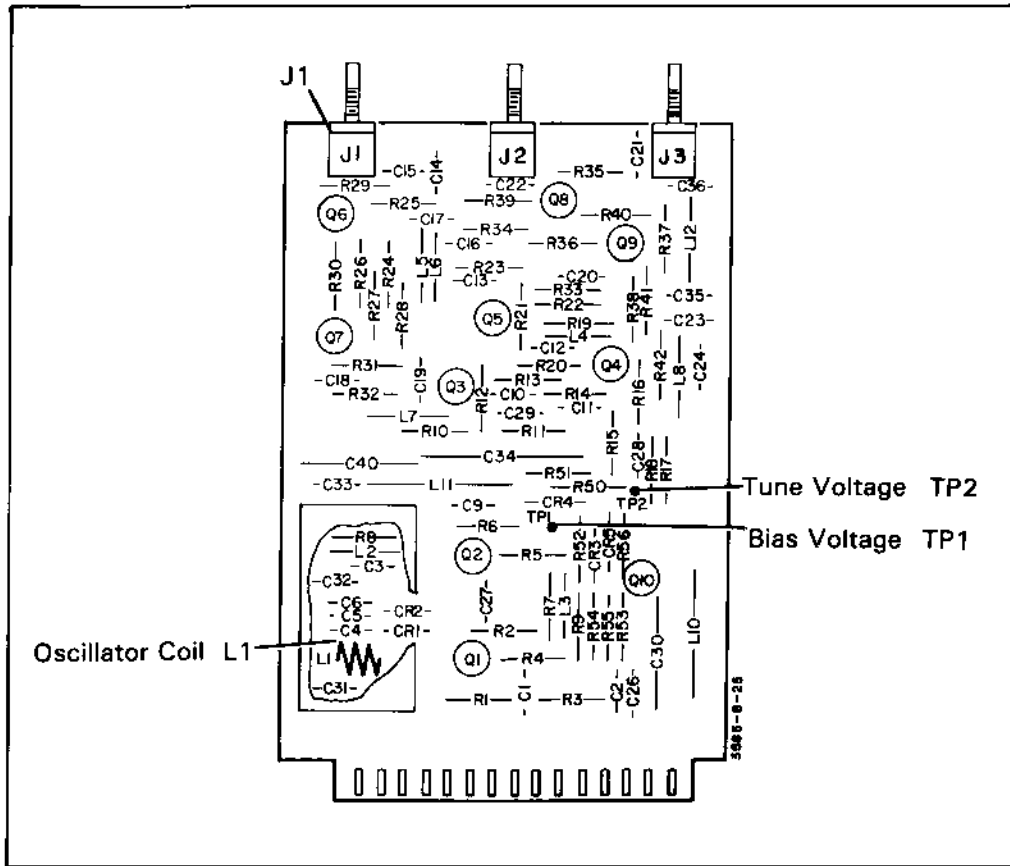 J1
J1 J2 J3
C15 C14 C21
R29 C22 R35 C36
R25 R39 Q8
Q6 C17 R40
R34 R37 L12
C16 R36 Q9
R30 R26 R24 L5 L6 R23 C20
C13 R33 C35
R27 R22 R38 R41
R28 Q5 R21 R19 C23
Q7 L4
C12
R31 C19 R20 Q4 R42 L8 C24
C18 Q3 R13 R16
R32 R12 C10 R14
L7 C29 C11
R10 R11 R15
C34 C28 R18 R17
C40 R51
C33 L11 R50
Tune Voltage TP2
C9 CR4 TP2
R6 TP1
Bias Voltage TP1
R8 R52 CR3 CR5 R56
L2 Q2 R5
C3
C32 Q10
C6 CR2 C27 R7 L3
C5
C4 CR1 R2 R9 R54 R55 R53 C30 L10
Oscillator Coil L1
L1 Q1 R4
C31 R1 C1 R3 C2 C26